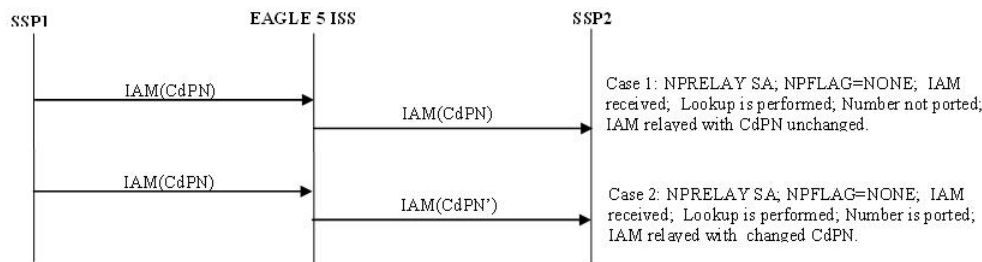 SSP1
EAGLE 5 ISS
SSP2
IAM(CdPN)
IAM(CdPN)
Case 1: NPRELAY SA; NPFLAG=NONE; IAM
received; Lookup is performed; Number not ported;
IAM relayed with CdPN unchanged.
IAM(CdPN)
IAM(CdPN’)
Case 2: NPRELAY SA; NPFLAG=NONE; IAM
received; Lookup is performed; Number is ported;
IAM relayed with changed CdPN.